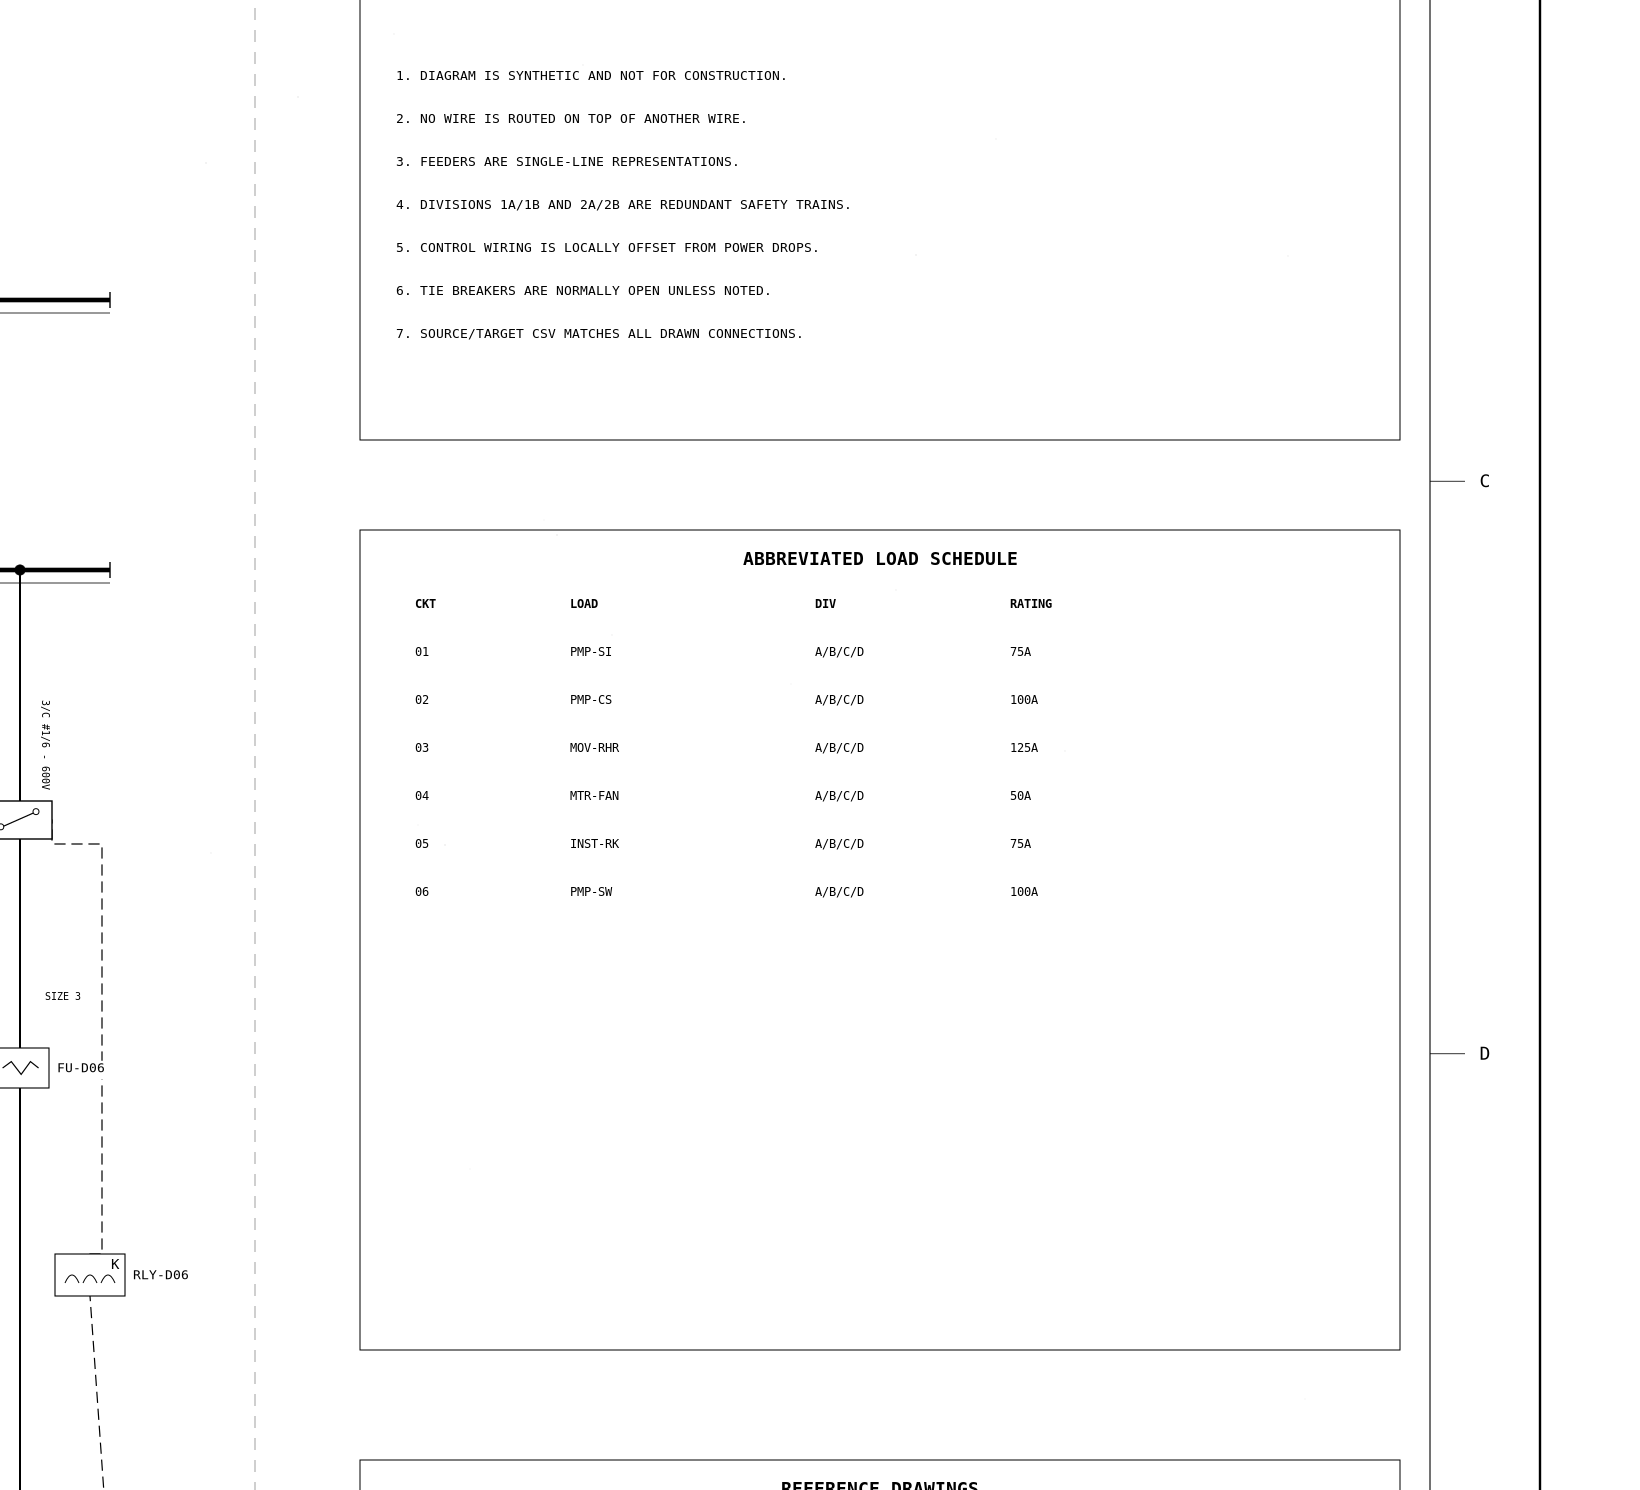 1. DIAGRAM IS SYNTHETIC AND NOT FOR CONSTRUCTION.
2. NO WIRE IS ROUTED ON TOP OF ANOTHER WIRE.
3. FEEDERS ARE SINGLE-LINE REPRESENTATIONS.
4. DIVISIONS 1A/1B AND 2A/2B ARE REDUNDANT SAFETY TRAINS.
5. CONTROL WIRING IS LOCALLY OFFSET FROM POWER DROPS.
6. TIE BREAKERS ARE NORMALLY OPEN UNLESS NOTED.
7. SOURCE/TARGET CSV MATCHES ALL DRAWN CONNECTIONS.
C
ABBREVIATED LOAD SCHEDULE
CKT LOAD DIV RATING
01 PMP-SI A/B/C/D 75A
02 PMP-CS A/B/C/D 100A
03 MOV-RHR A/B/C/D 125A
04 MTR-FAN A/B/C/D 50A
05 INST-RK A/B/C/D 75A
06 PMP-SW A/B/C/D 100A
3/C #1/6 - 600V
SIZE 3
FU-D06
D
K
RLY-D06
REFERENCE DRAWINGS